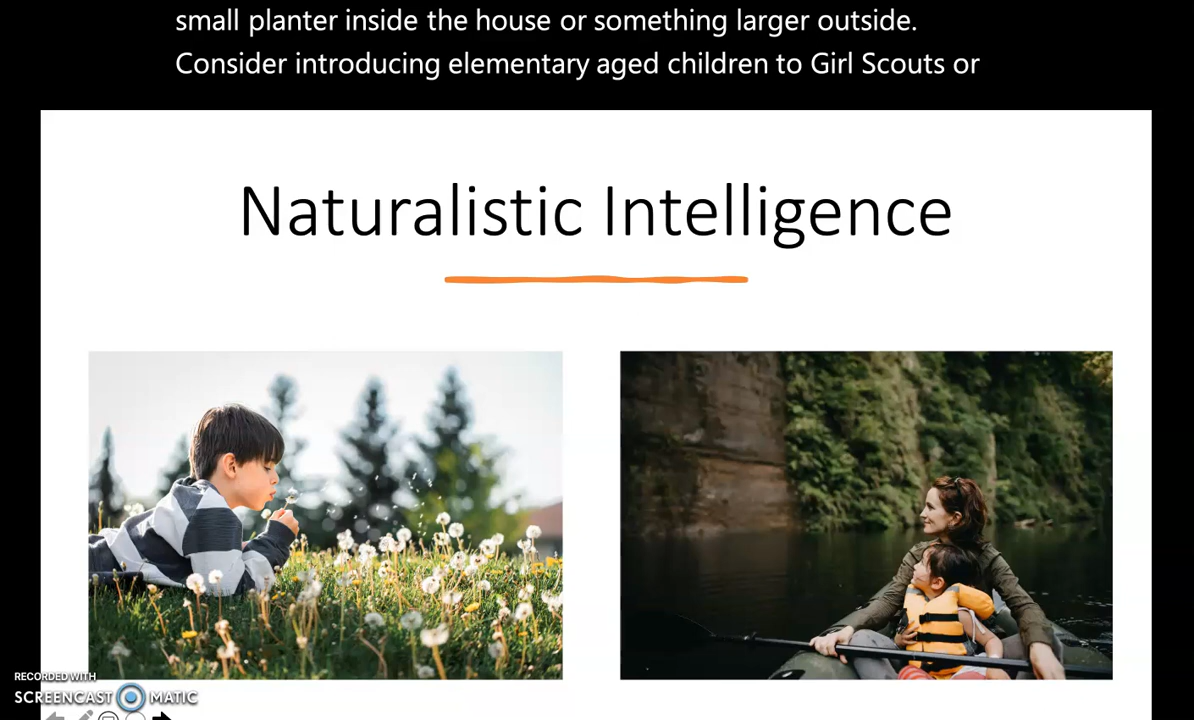 small planter inside the house or something larger outside.
Consider introducing elementary aged children to Girl Scouts or
Naturalistic Intelligence
RECORDED WITH
SCREENCAST MATIC